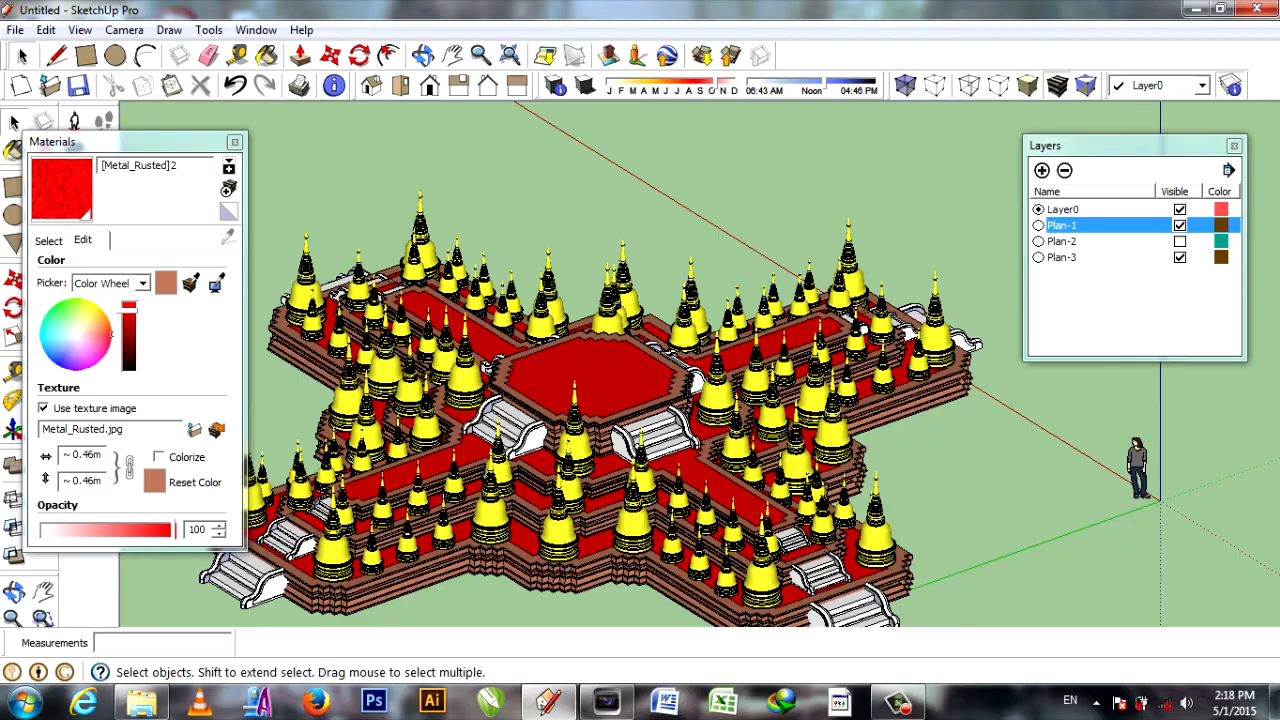 Untitled - SketchUp Pro
File Edit View Camera Draw Tools Window Help
J F M A M J J A S O N D 06:43 AM Noon 04:46 PM Layer0
Materials
[Metal_Rusted]2
Select Edit
Color
Picker: Color Wheel
Texture
Use texture image
Metal_Rusted.jpg
~ 0.46m
Colorize
~ 0.46m
Reset Color
Opacity
100
Layers
Name Visible Color
Layer0
Plan-1
Plan-2
Plan-3
Measurements
Select objects. Shift to extend select. Drag mouse to select multiple.
Ps Ai
EN
2:18 PM
5/1/2015